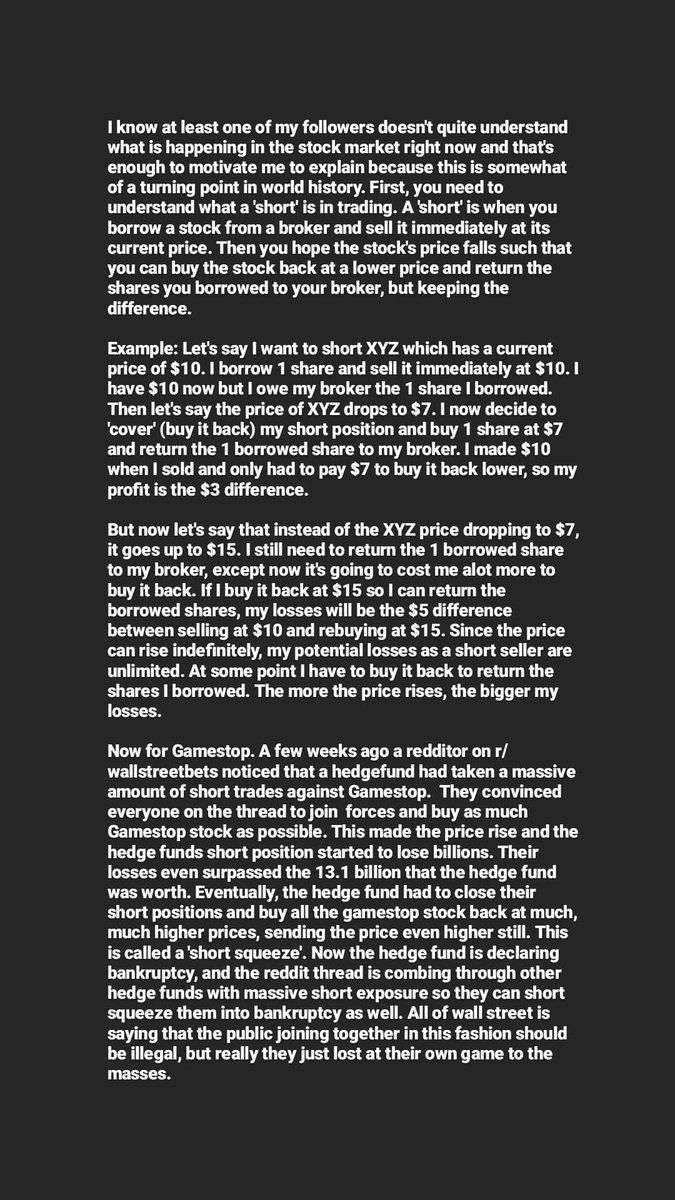 I know at least one of my followers doesn't quite understand
what is happening in the stock market right now and that's
enough to motivate me to explain because this is somewhat
of a turning point in world history. First, you need to
understand what a 'short' is in trading. A 'short' is when you
borrow a stock from a broker and sell it immediately at its
current price. Then you hope the stock's price falls such that
you can buy the stock back at a lower price and return the
shares you borrowed to your broker, but keeping the
difference.
Example: Let's say I want to short XYZ which has a current
price of $10. I borrow 1 share and sell it immediately at $10. I
have $10 now but I owe my broker the 1 share I borrowed.
Then let's say the price of XYZ drops to $7. I now decide to
'cover' (buy it back) my short position and buy 1 share at $7
and return the 1 borrowed share to my broker. I made $10
when I sold and only had to pay $7 to buy it back lower, so my
profit is the $3 difference.
But now let's say that instead of the XYZ price dropping to $7,
it goes up to $15. I still need to return the 1 borrowed share
to my broker, except now it's going to cost me alot more to
buy it back. If I buy it back at $15 so I can return the
borrowed shares, my losses will be the $5 difference
between selling at $10 and rebuying at $15. Since the price
can rise indefinitely, my potential losses as a short seller are
unlimited. At some point I have to buy it back to return the
shares I borrowed. The more the price rises, the bigger my
losses.
Now for Gamestop. A few weeks ago a redditor on r/
wallstreetbets noticed that a hedgefund had taken a massive
amount of short trades against Gamestop.  They convinced
everyone on the thread to join  forces and buy as much
Gamestop stock as possible. This made the price rise and the
hedge funds short position started to lose billions. Their
losses even surpassed the 13.1 billion that the hedge fund
was worth. Eventually, the hedge fund had to close their
short positions and buy all the gamestop stock back at much,
much higher prices, sending the price even higher still. This
is called a 'short squeeze'. Now the hedge fund is declaring
bankruptcy, and the reddit thread is combing through other
hedge funds with massive short exposure so they can short
squeeze them into bankruptcy as well. All of wall street is
saying that the public joining together in this fashion should
be illegal, but really they just lost at their own game to the
masses.